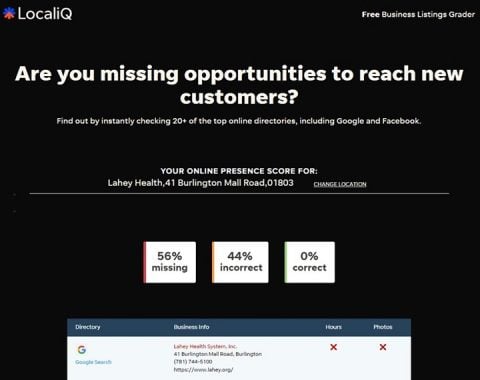 LocaliQ
Free Business Listings Grader
Are you missing opportunities to reach new
customers?
Find out by instantly checking 20+ of the top online directories, including Google and Facebook.
YOUR ONLINE PRESENCE SCORE FOR:
Lahey Health,41 Burlington Mall Road,01803 CHANGE LOCATION
56% 44% 0%
missing incorrect correct
Directory Business Info Hours Photos
Lahey Health System, Inc.
41 Burlington Mall Road, Burlington
(781) 744-5100
Google Search
https://www.lahey.org/